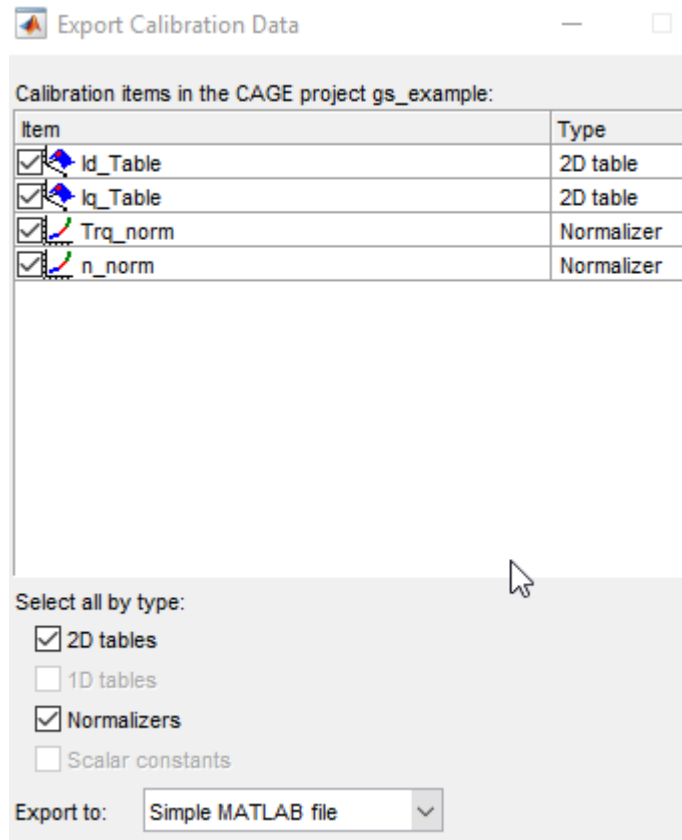 Export Calibration Data
Calibration items in the CAGE project gs_example:
Item Type
Id_Table 2D table
Iq_Table 2D table
Trq_norm Normalizer
n_norm Normalizer
Select all by type:
2D tables
1D tables
Normalizers
Scalar constants
Export to: Simple MATLAB file